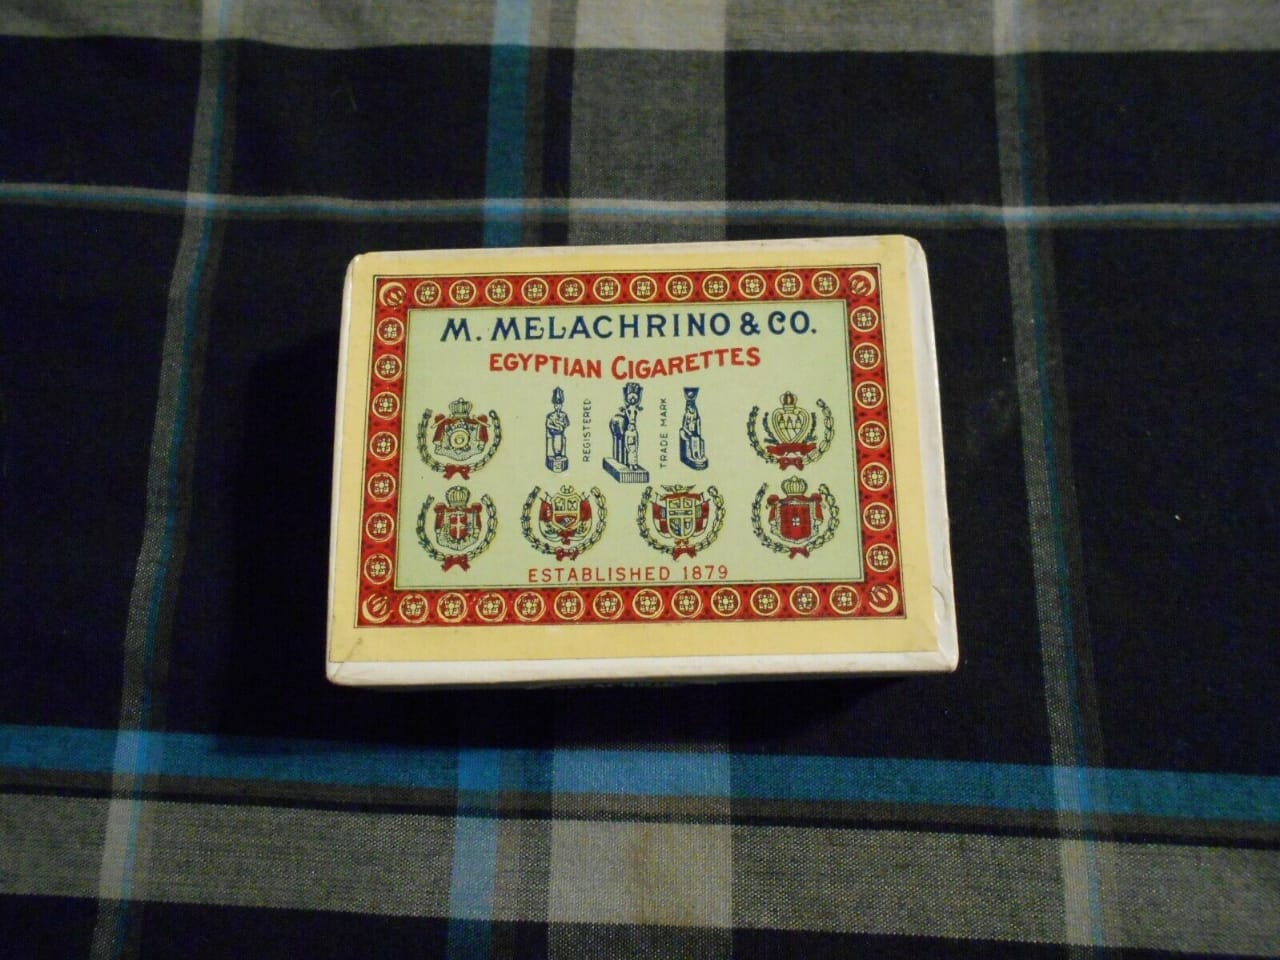 M. MELACHRINO & CO.
EGYPTIAN CIGARETTES
REGISTERED
TRADE MARK
ESTABLISHED 1879